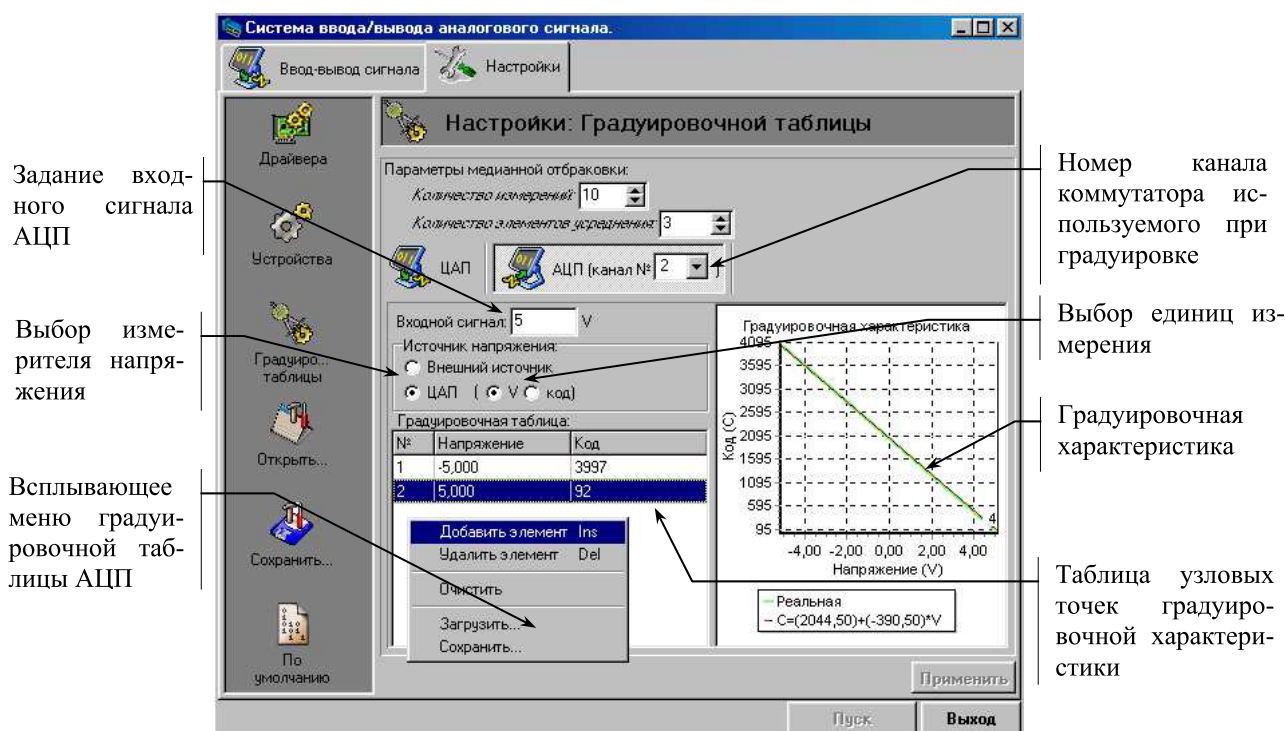 Система ввода/вывода аналогового сигнала.
Ввод-вывод сигнала
Настройки
Драйвера
Устройства
Градуиро...
таблицы
Открыть...
Сохранить...
По
умолчанию
Настройки: Градуировочной таблицы
Параметры медианной отбраковки:
Количество измерений: 10
Количество элементов усреднения: 3
ЦАП
АЦП (канал № 2 )
Входной сигнал: 5 V
Источник напряжения:
Внешний источник
ЦАП ( V код)
Градуировочная таблица:
№ Напряжение Код
1 -5,000 3997
2 5,000 92
Добавить элемент Ins
Удалить элемент Del
Очистить
Загрузить...
Сохранить...
Градуировочная характеристика
Код (C)
4095
3595
3095
2595
2095
1595
1095
595
95
4
-4,00 -2,00 0,00 2,00 4,00
Напряжение (V)
Реальная
C=(2044,50)+(-390,50)*V
Применить
Пуск
Выход
Задание вход-
ного сигнала
АЦП
Выбор изме-
рителя напря-
жения
Всплывающее
меню градуи-
ровочной таб-
лицы АЦП
Номер канала
коммутатора ис-
пользуемого при
градуировке
Выбор единиц из-
мерения
Градуировочная
характеристика
Таблица узловых
точек градуиро-
вочной характери-
стики